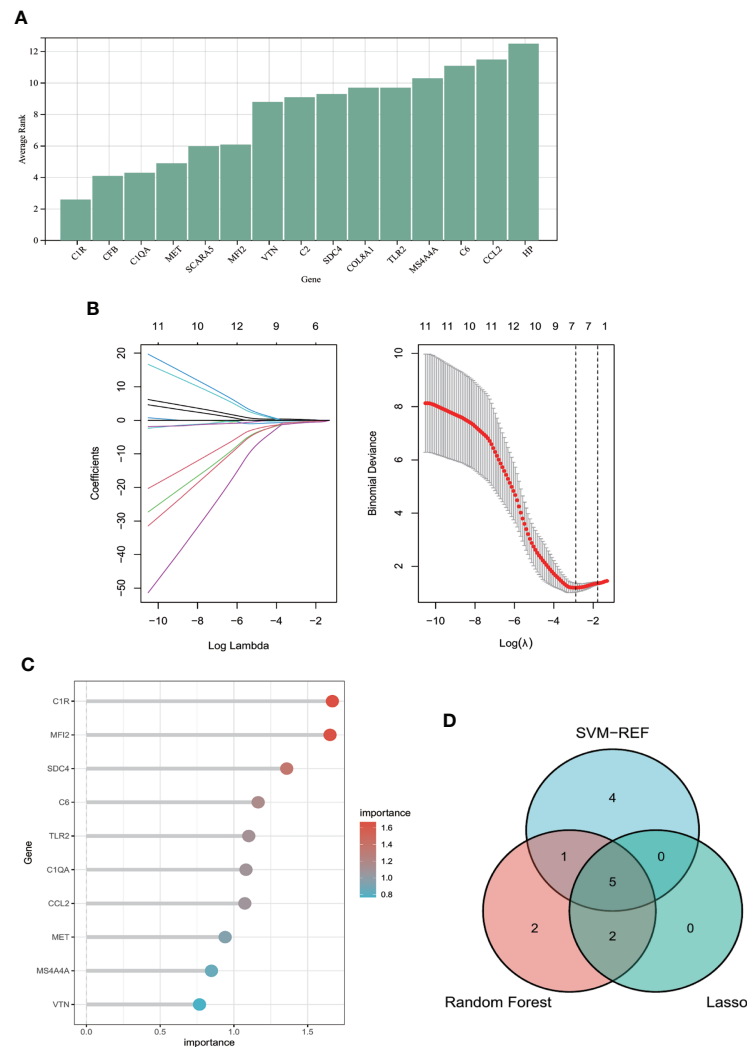 A
12
10
8
6
4
2
0
Average Rank
C1R CFB C1QA MET SCARA5 MFI2 VTN C2 SDC4 COL8A1 TLR2 MS4A4A C6 CCL2 HP
Gene
B
11 10 12 9 6
20
10
0
−10
−20
−30
−40
−50
Coefficients
−10 −8 −6 −4 −2
Log Lambda
11 11 10 11 12 10 9 7 7 1
10
8
6
4
2
Binomial Deviance
−10 −8 −6 −4 −2
Log(λ)
C
C1R
MFI2
SDC4
C6
TLR2
C1QA
CCL2
MET
MS4A4A
VTN
Gene
0.0 0.5 1.0 1.5
importance
importance
1.6
1.4
1.2
1.0
0.8
D
SVM−REF
4
1 0
5
2 2 0
Random Forest Lasso